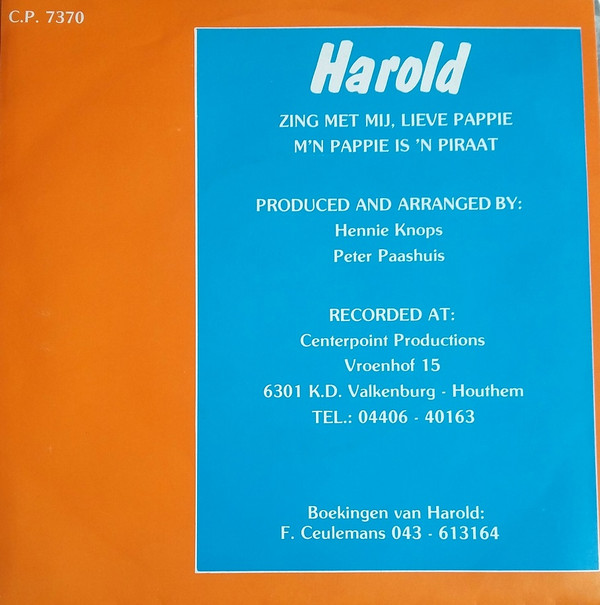 C.P. 7370
Harold
ZING MET MIJ, LIEVE PAPPIE
M'N PAPPIE IS 'N PIRAAT
PRODUCED AND ARRANGED BY:
Hennie Knops
Peter Paashuis
RECORDED AT:
Centerpoint Productions
Vroenhof 15
6301 K.D. Valkenburg - Houthem
TEL.: 04406 - 40163
Boekingen van Harold:
F. Ceulemans 043 - 613164